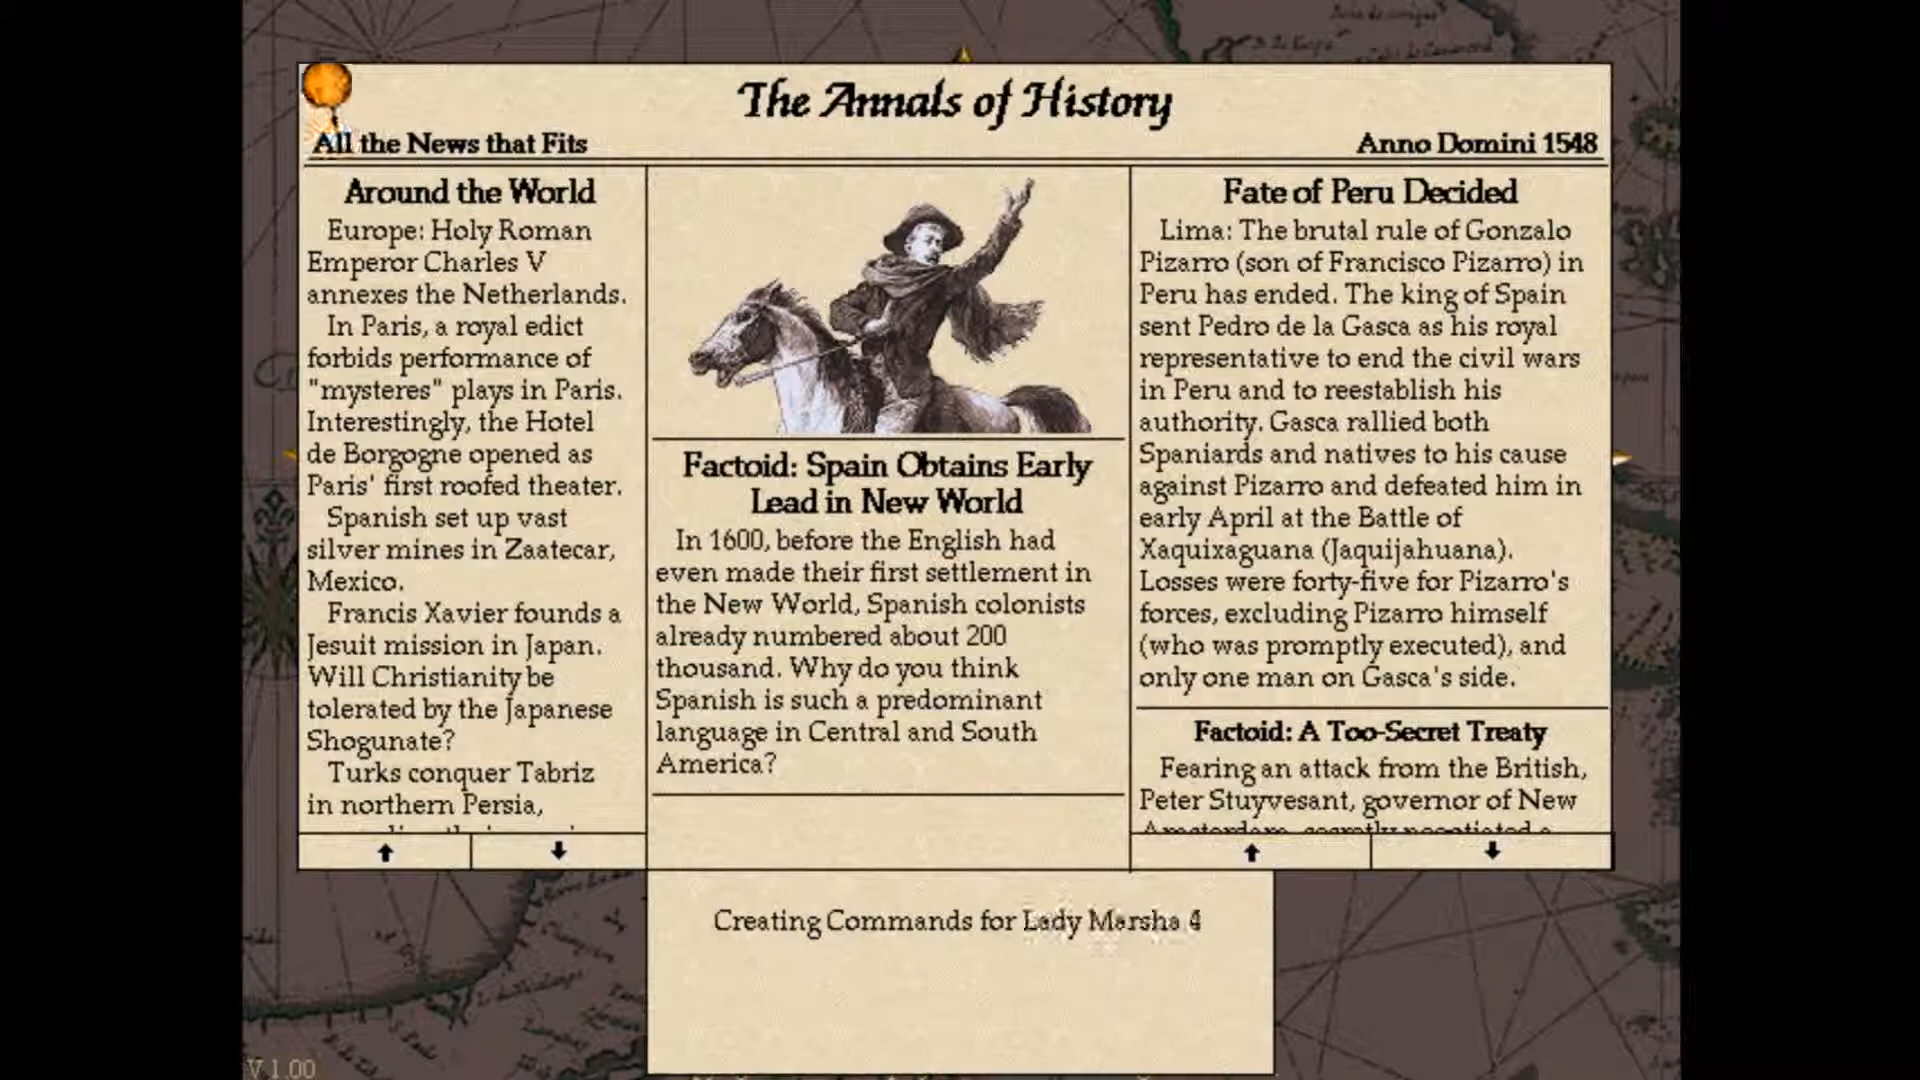 The Annals of History
All the News that Fits
Anno Domini 1548
Around the World
Europe: Holy Roman
Emperor Charles V
annexes the Netherlands.
In Paris, a royal edict
forbids performance of
"mysteres" plays in Paris.
Interestingly, the Hotel
de Borgogne opened as
Paris' first roofed theater.
Spanish set up vast
silver mines in Zaatecar,
Mexico.
Francis Xavier founds a
Jesuit mission in Japan.
Will Christianity be
tolerated by the Japanese
Shogunate?
Turks conquer Tabriz
in northern Persia,
Factoid: Spain Obtains Early
Lead in New World
In 1600, before the English had
even made their first settlement in
the New World, Spanish colonists
already numbered about 200
thousand. Why do you think
Spanish is such a predominant
language in Central and South
America?
Fate of Peru Decided
Lima: The brutal rule of Gonzalo
Pizarro (son of Francisco Pizarro) in
Peru has ended. The king of Spain
sent Pedro de la Gasca as his royal
representative to end the civil wars
in Peru and to reestablish his
authority. Gasca rallied both
Spaniards and natives to his cause
against Pizarro and defeated him in
early April at the Battle of
Xaquixaguana (Jaquijahuana).
Losses were forty-five for Pizarro's
forces, excluding Pizarro himself
(who was promptly executed), and
only one man on Gasca's side.
Factoid: A Too-Secret Treaty
Fearing an attack from the British,
Peter Stuyvesant, governor of New
Amsterdam, secretly negotiated a
Creating Commands for Lady Marsha 4
V 1.00